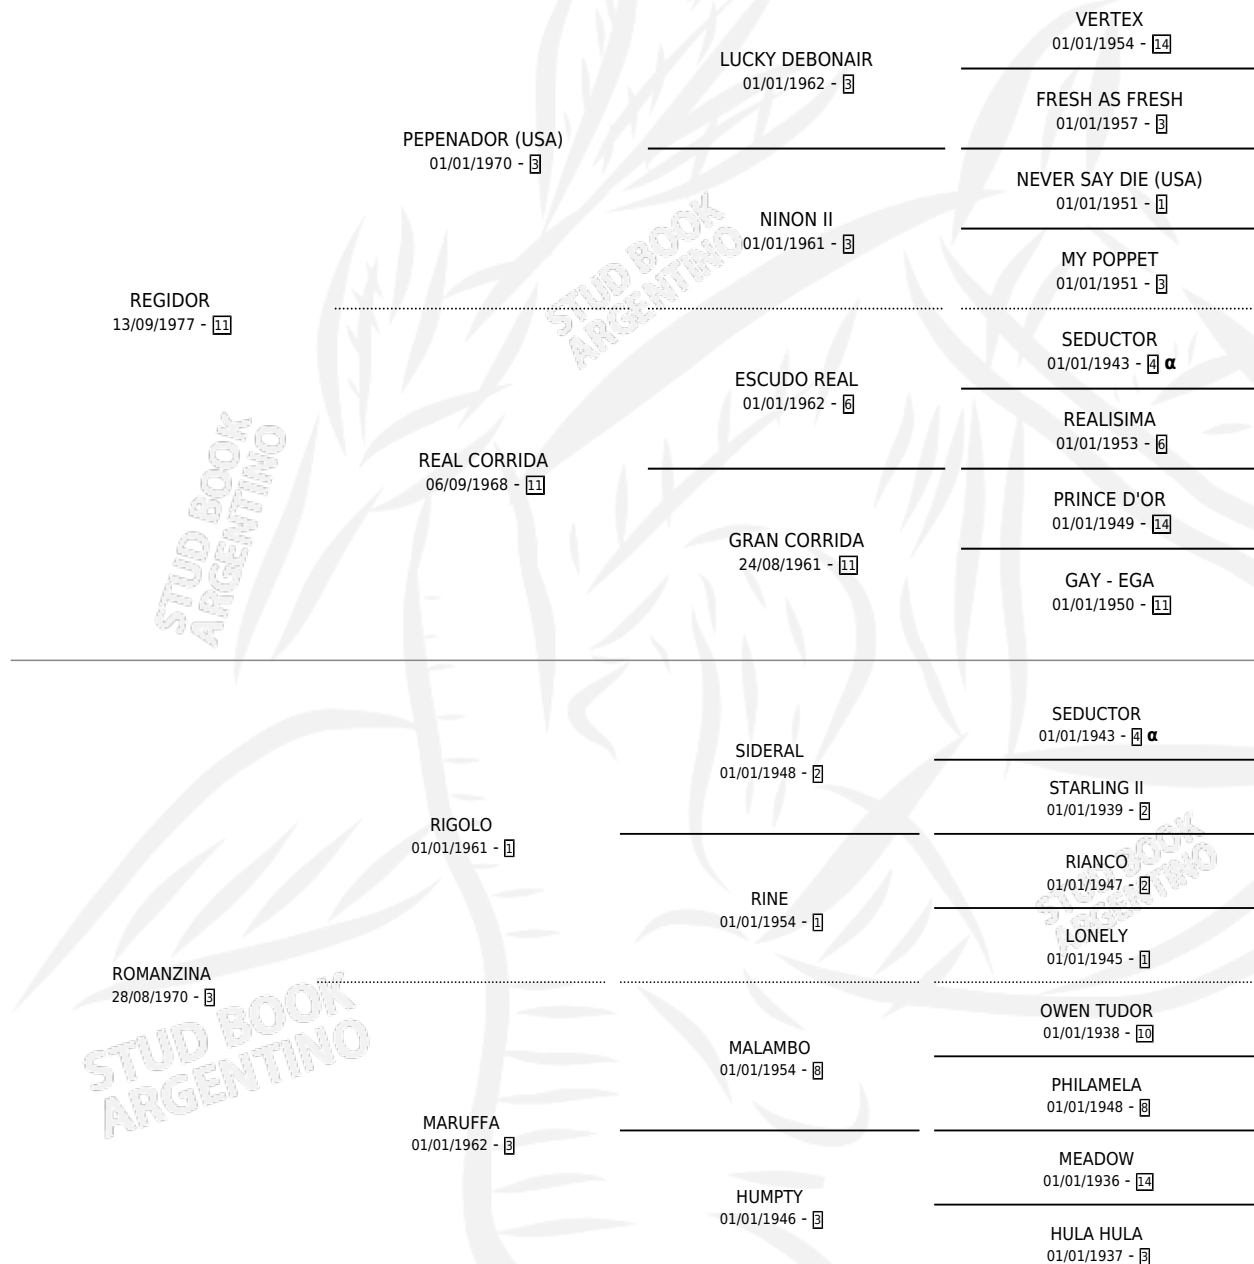 VERTEX
01/01/1954 - 14
LUCKY DEBONAIR
01/01/1962 - 3
FRESH AS FRESH
01/01/1957 - 3
PEPENADOR (USA)
01/01/1970 - 3
NEVER SAY DIE (USA)
01/01/1951 - 1
NINON II
01/01/1961 - 3
MY POPPET
01/01/1951 - 3
REGIDOR
13/09/1977 - 11
STUD BOOK
ARGENTINO
SEDUCTOR
01/01/1943 - 4 α
ESCUDO REAL
01/01/1962 - 6
REALISIMA
01/01/1953 - 6
REAL CORRIDA
06/09/1968 - 11
PRINCE D'OR
01/01/1949 - 14
GRAN CORRIDA
24/08/1961 - 11
GAY - EGA
01/01/1950 - 11
STUD BOOK
ARGENTINO
SEDUCTOR
01/01/1943 - 4 α
SIDERAL
01/01/1948 - 2
STARLING II
01/01/1939 - 2
RIGOLO
01/01/1961 - 1
RIANCO
01/01/1947 - 2
RINE
01/01/1954 - 1
LONELY
01/01/1945 - 1
STUD BOOK
ARGENTINO
ROMANZINA
28/08/1970 - 3
STUD BOOK
ARGENTINO
OWEN TUDOR
01/01/1938 - 10
MALAMBO
01/01/1954 - 8
PHILAMELA
01/01/1948 - 8
MARUFFA
01/01/1962 - 3
MEADOW
01/01/1936 - 14
HUMPTY
01/01/1946 - 3
HULA HULA
01/01/1937 - 3